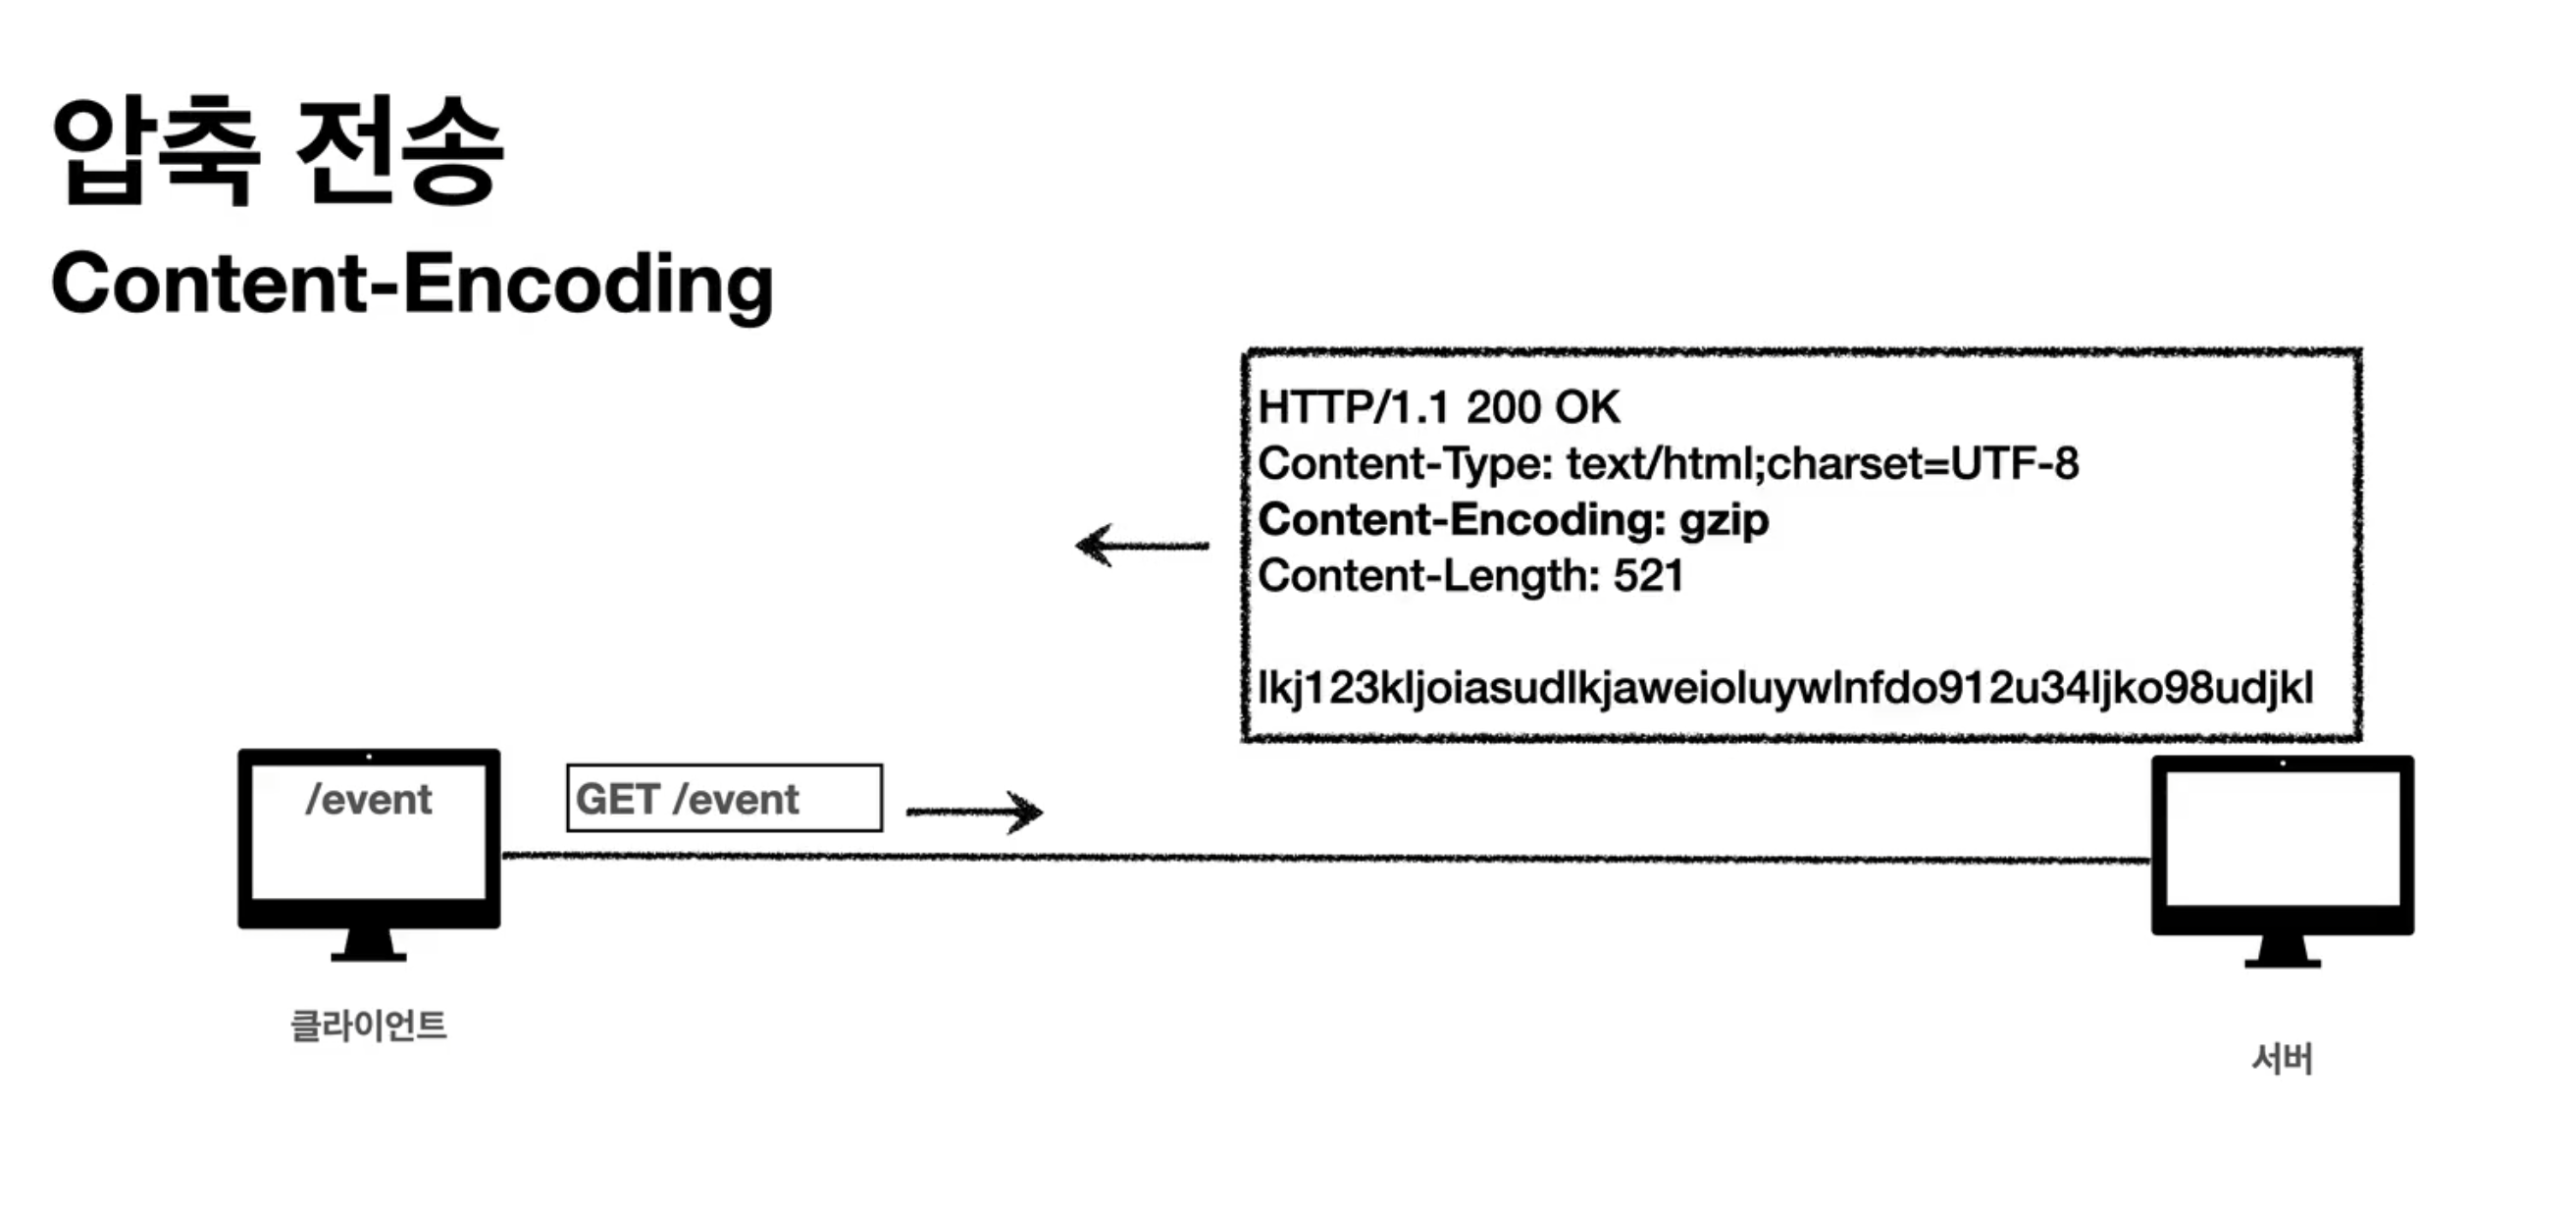 압축 전송
Content-Encoding
HTTP/1.1 200 OK
Content-Type: text/html;charset=UTF-8
Content-Encoding: gzip
Content-Length: 521
lkj123kljoiasudlkjaweioluywlnfdo912u34ljko98udjkl
/event
GET /event
클라이언트
서버